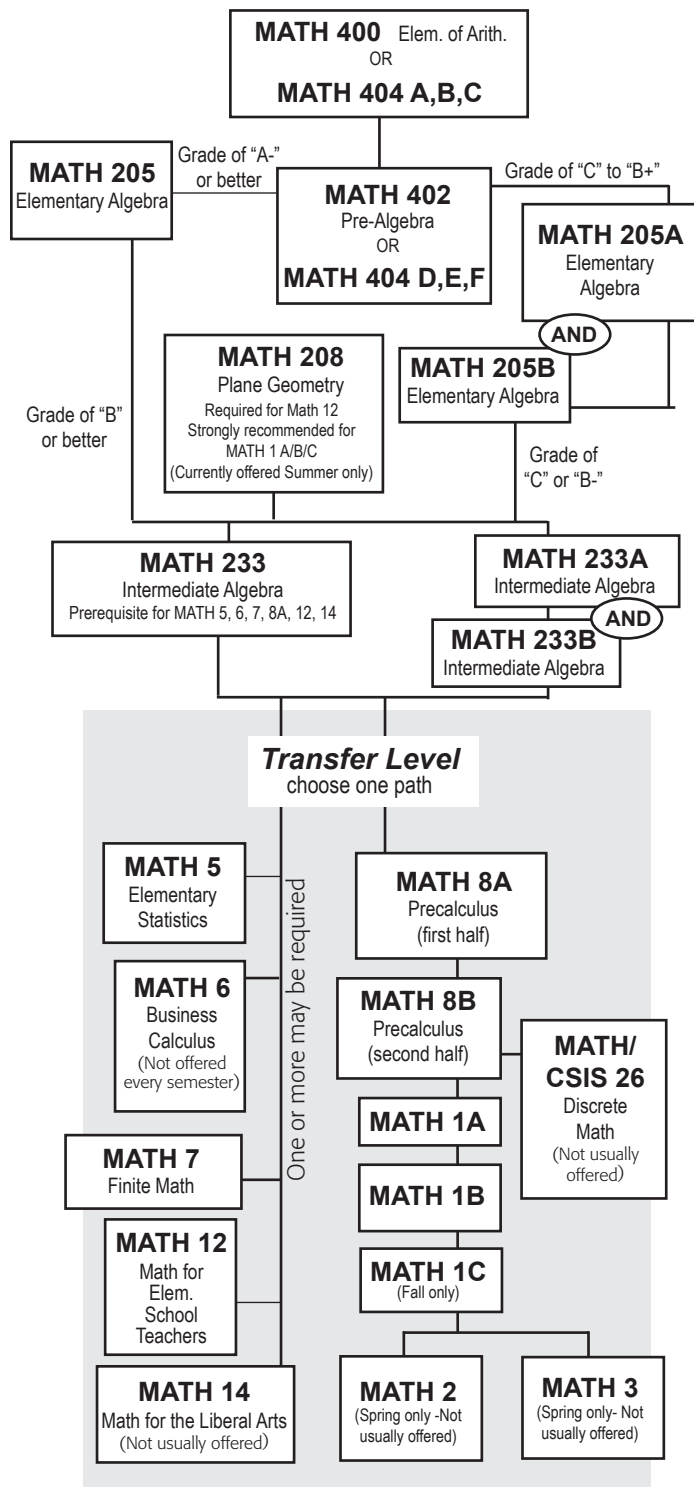 MATH 400 Elem. of Arith.
OR
MATH 404 A,B,C
MATH 205
Elementary Algebra
Grade of “A-”
or better
MATH 402
Pre-Algebra
OR
MATH 404 D,E,F
Grade of “C” to “B+”
MATH 205A
Elementary
Algebra
AND
MATH 205B
Elementary Algebra
MATH 208
Plane Geometry
Required for Math 12
Strongly recommended for
MATH 1 A/B/C
(Currently offered Summer only)
Grade of “B”
or better
Grade of
“C” or “B-”
MATH 233
Intermediate Algebra
Prerequisite for MATH 5, 6, 7, 8A, 12, 14
MATH 233A
Intermediate Algebra
AND
MATH 233B
Intermediate Algebra
Transfer Level
choose one path
MATH 5
Elementary
Statistics
MATH 6
Business
Calculus
(Not offered
every semester)
MATH 7
Finite Math
MATH 12
Math for
Elem.
School
Teachers
MATH 14
Math for the Liberal Arts
(Not usually offered)
One or more may be required
MATH 8A
Precalculus
(first half)
MATH 8B
Precalculus
(second half)
MATH/
CSIS 26
Discrete
Math
(Not usually
offered)
MATH 1A
MATH 1B
MATH 1C
(Fall only)
MATH 2
(Spring only -Not
usually offered)
MATH 3
(Spring only- Not
usually offered)